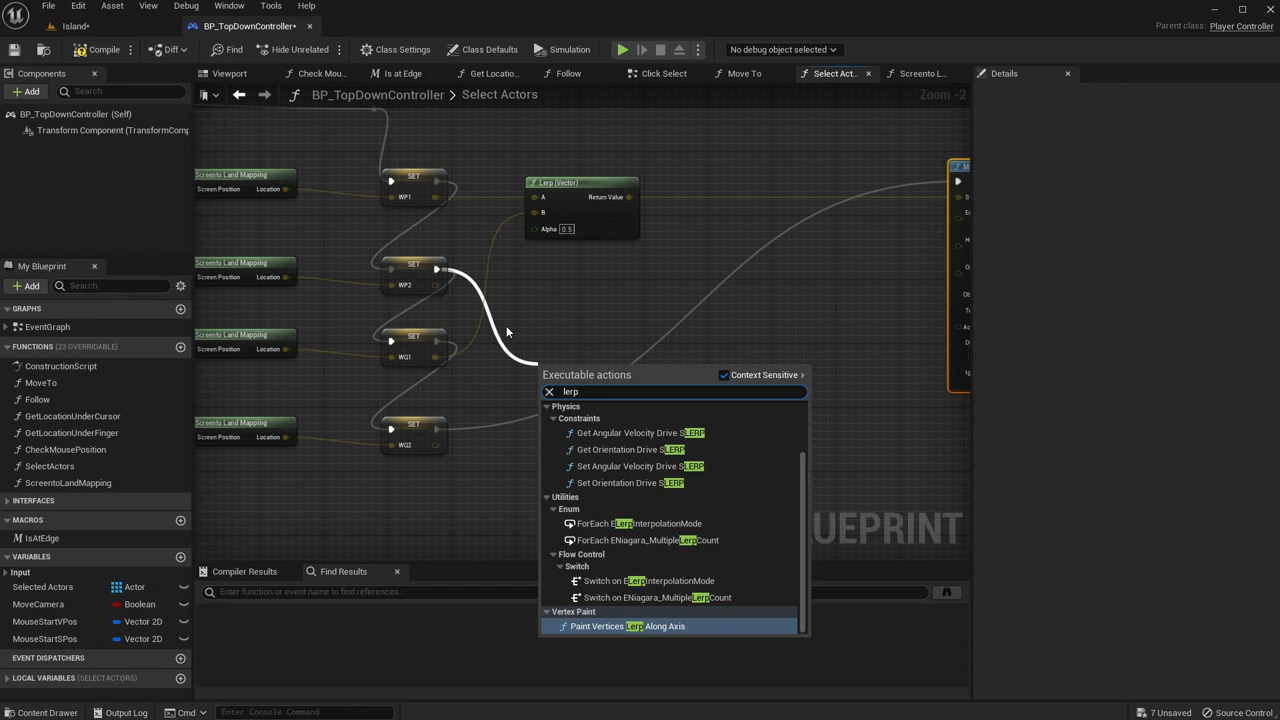 File Edit Asset View Debug Window Tools Help
Island•
BP_TopDownController•
Parent class: Player Controller
Compile
Diff
Find
Hide Unrelated
Class Settings
Class Defaults
Simulation
No debug object selected
Components
Viewport
Check Mou...
Is at Edge
Get Locatio...
Follow
Click Select
Move To
Select Act...
Screento L...
Details
Add
Search
BP_TopDownController > Select Actors
Zoom -2
BP_TopDownController (Self)
Transform Component (TransformComp
Screento Land Mapping
Screen Position Location
SET
WP1
Lerp (Vector)
A Return Value
B
Alpha 0.5
Screento Land Mapping
Screen Position Location
SET
WP2
My Blueprint
Add
Search
GRAPHS
EventGraph
FUNCTIONS (23 OVERRIDABLE)
ConstructionScript
MoveTo
Follow
GetLocationUnderCursor
GetLocationUnderFinger
CheckMousePosition
SelectActors
ScreentoLandMapping
INTERFACES
MACROS
IsAtEdge
VARIABLES
Input
Selected Actors Actor
MoveCamera Boolean
MouseStartVPos Vector 2D
MouseStartSPos Vector 2D
EVENT DISPATCHERS
LOCAL VARIABLES (SELECTACTORS)
Screento Land Mapping
Screen Position Location
SET
WQ1
Screento Land Mapping
Screen Position Location
SET
WQ2
Executable actions
Context Sensitive
lerp
Physics
Constraints
Get Angular Velocity Drive SLERP
Get Orientation Drive SLERP
Set Angular Velocity Drive SLERP
Set Orientation Drive SLERP
Utilities
Enum
ForEach ELerpInterpolationMode
ForEach ENiagara_MultipleLerpCount
Flow Control
Switch
Switch on ELerpInterpolationMode
Switch on ENiagara_MultipleLerpCount
Vertex Paint
Paint Vertices Lerp Along Axis
UEPRINT
Compiler Results
Find Results
Enter function or event name to find references...
Content Drawer
Output Log
Cmd
Enter Console Command
7 Unsaved
Source Control